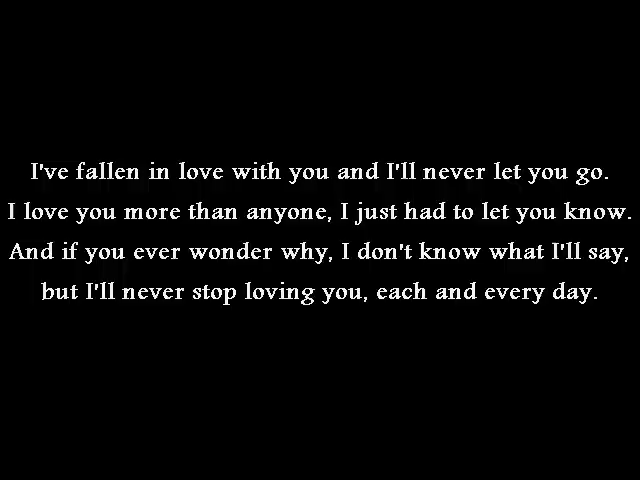 I've fallen in love with you and I'll never let you go.
I love you more than anyone, I just had to let you know.
And if you ever wonder why, I don't know what I'll say,
but I'll never stop loving you, each and every day.